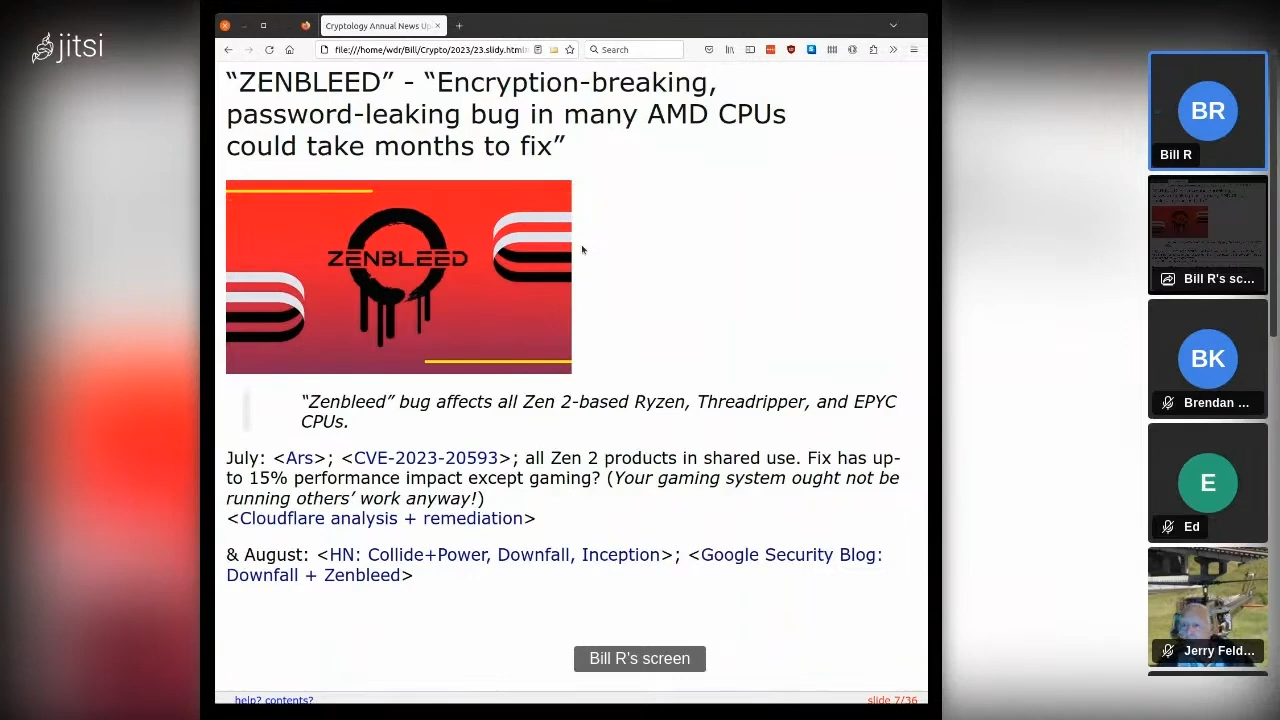 jitsi
Cryptology Annual News Up
file:///home/wdr/Bill/Crypto/2023/23.slidy.html
Search
“ZENBLEED” - “Encryption-breaking,
password-leaking bug in many AMD CPUs
could take months to fix”
ZENBLEED
“Zenbleed” bug affects all Zen 2-based Ryzen, Threadripper, and EPYC
CPUs.
July: <Ars>; <CVE-2023-20593>; all Zen 2 products in shared use. Fix has up-
to 15% performance impact except gaming? (Your gaming system ought not be
running others’ work anyway!)
<Cloudflare analysis + remediation>
& August: <HN: Collide+Power, Downfall, Inception>; <Google Security Blog:
Downfall + Zenbleed>
Bill R's screen
help? contents?
slide 7/36
BR
Bill R
Bill R's sc...
BK
Brendan ...
E
Ed
Jerry Feld...